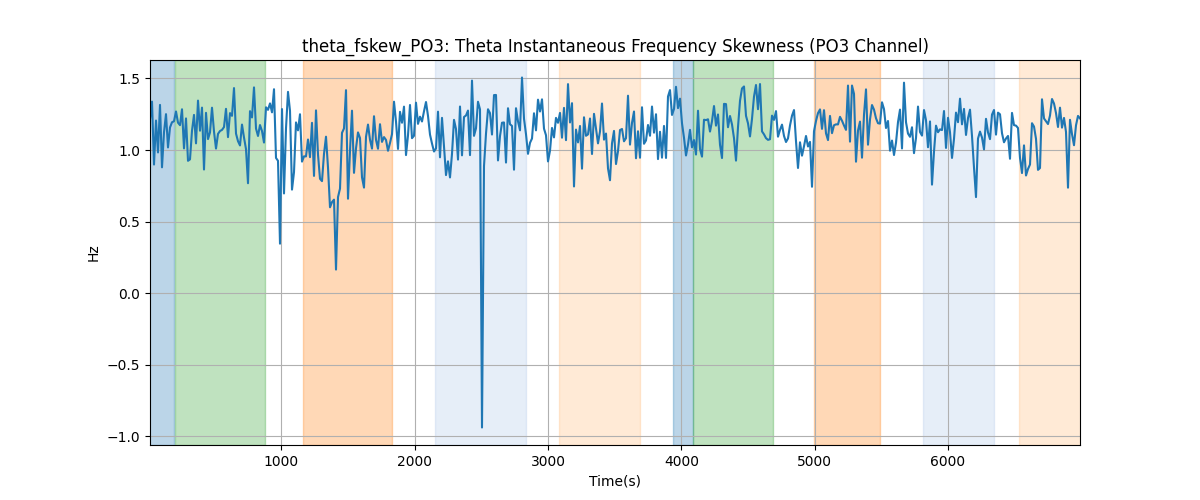 theta_fskew_PO3: Theta Instantaneous Frequency Skewness (PO3 Channel)
1.5
1.0
0.5
0.0
−0.5
−1.0
Hz
1000 2000 3000 4000 5000 6000
Time(s)